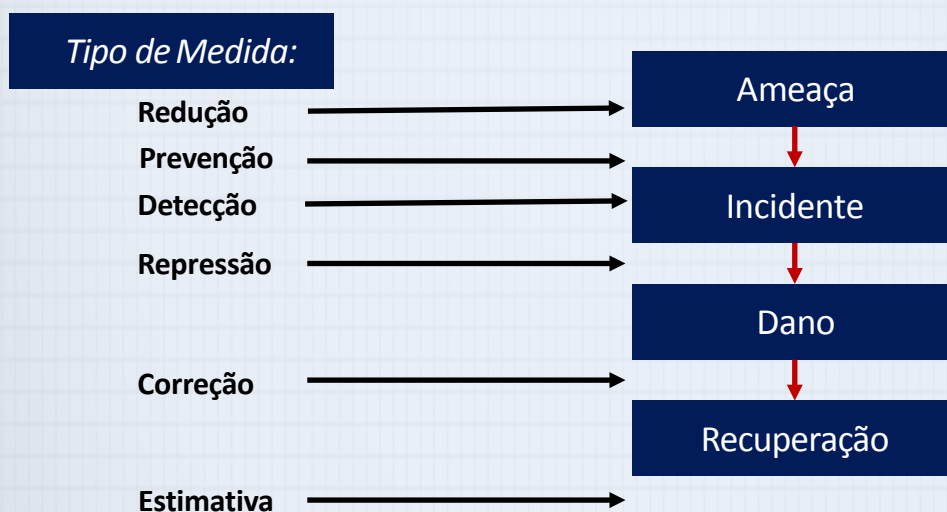 Tipo de Medida:
Ameaça
Redução
Prevenção
Detecção
Incidente
Repressão
Dano
Correção
Recuperação
Estimativa